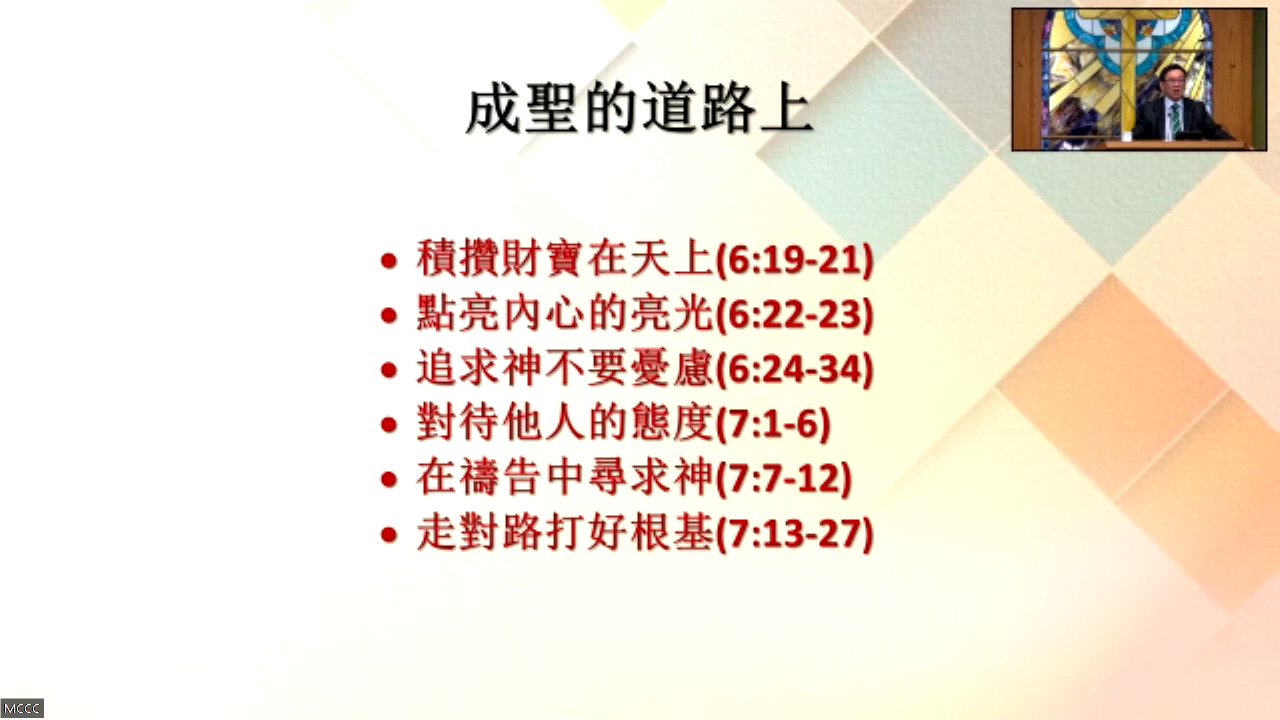 成聖的道路上
• 積攢財寶在天上(6:19-21)
• 點亮內心的亮光(6:22-23)
• 追求神不要憂慮(6:24-34)
• 對待他人的態度(7:1-6)
• 在禱告中尋求神(7:7-12)
• 走對路打好根基(7:13-27)
MCCC